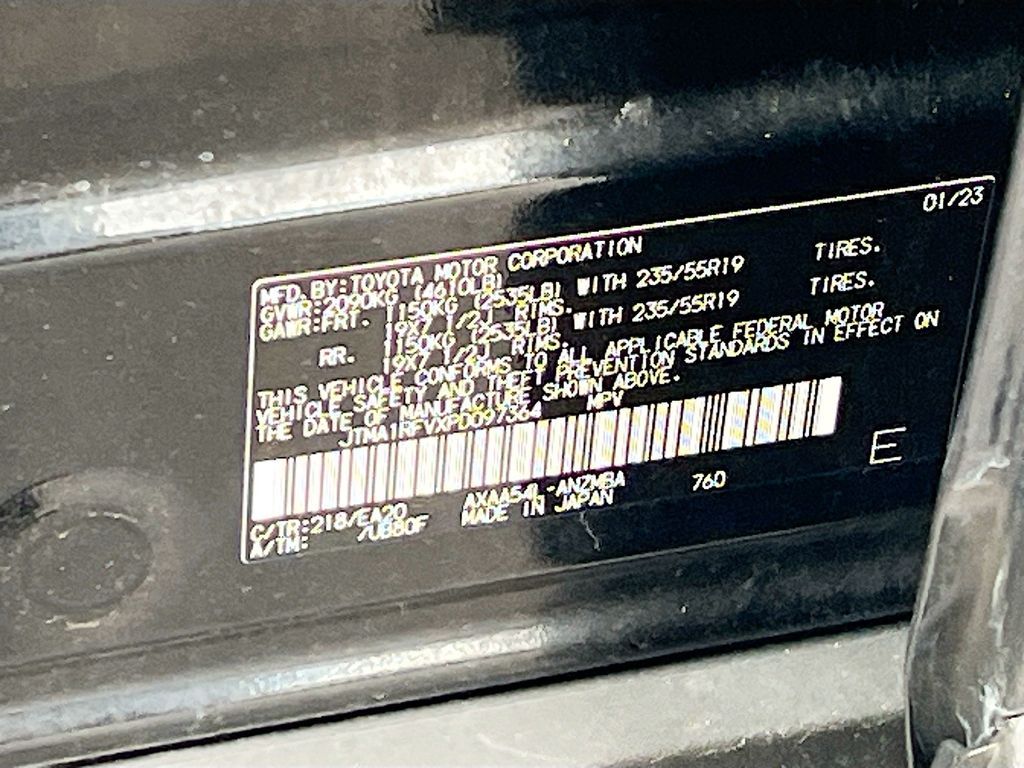 01/23
MFD. BY: TOYOTA MOTOR CORPORATION
GVWR: 2090KG (4610LB)
GAWR: FRT. 1150KG (2535LB) WITH 235/55R19 TIRES.
19X7 1/2J RIMS.
RR. 1150KG (2535LB) WITH 235/55R19 TIRES.
19X7 1/2J RIMS.
THIS VEHICLE CONFORMS TO ALL APPLICABLE FEDERAL MOTOR
VEHICLE SAFETY AND THEFT PREVENTION STANDARDS IN EFFECT ON
THE DATE OF MANUFACTURE SHOWN ABOVE.
JTMA1RFVXPD097364 MPV
E
C/TR: 218/EA20 AXAA54L-ANZMBA 760
A/TM: /UB80F MADE IN JAPAN